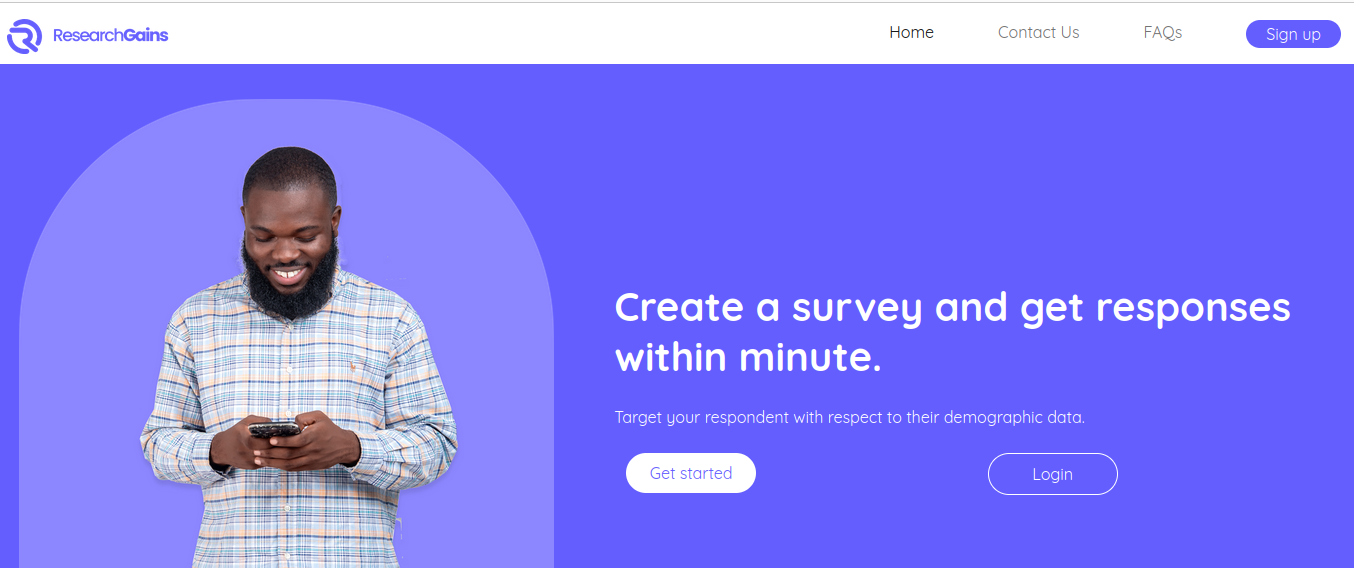 ResearchGains
Home
Contact Us
FAQs
Sign up
Create a survey and get responses
within minute.
Target your respondent with respect to their demographic data.
Get started
Login